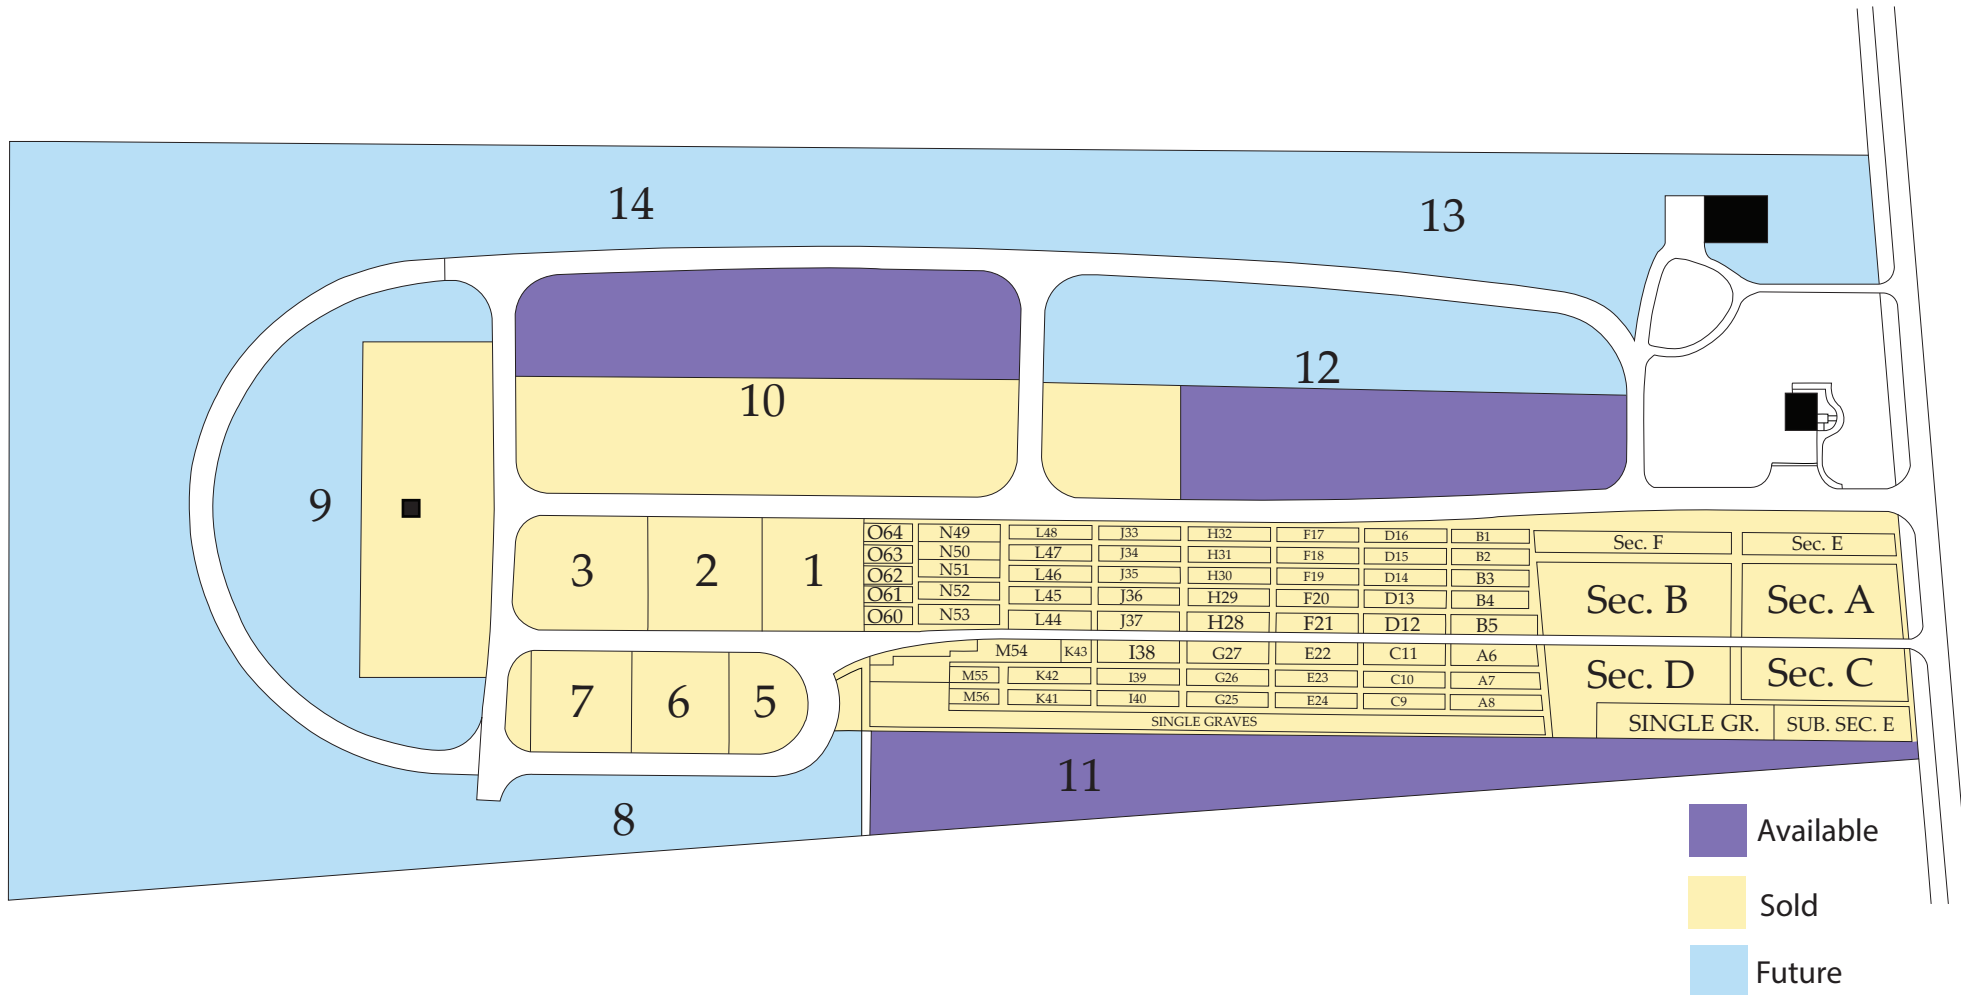 14
13
12
10
9
O64 N49 L48 J33 H32 F17 D16 B1 Sec. F Sec. E
O63 N50 L47 J34 H31 F18 D15 B2
3 2 1 O62 N51 L46 J35 H30 F19 D14 B3 Sec. B Sec. A
O61 N52 L45 J36 H29 F20 D13 B4
O60 N53 L44 J37 H28 F21 D12 B5
M54 K43 I38 G27 E22 C11 A6 Sec. D Sec. C
M55 K42 I39 G26 E23 C10 A7
7 6 5 M56 K41 I40 G25 E24 C9 A8
SINGLE GRAVES SINGLE GR. SUB. SEC. E
11
8
Available
Sold
Future